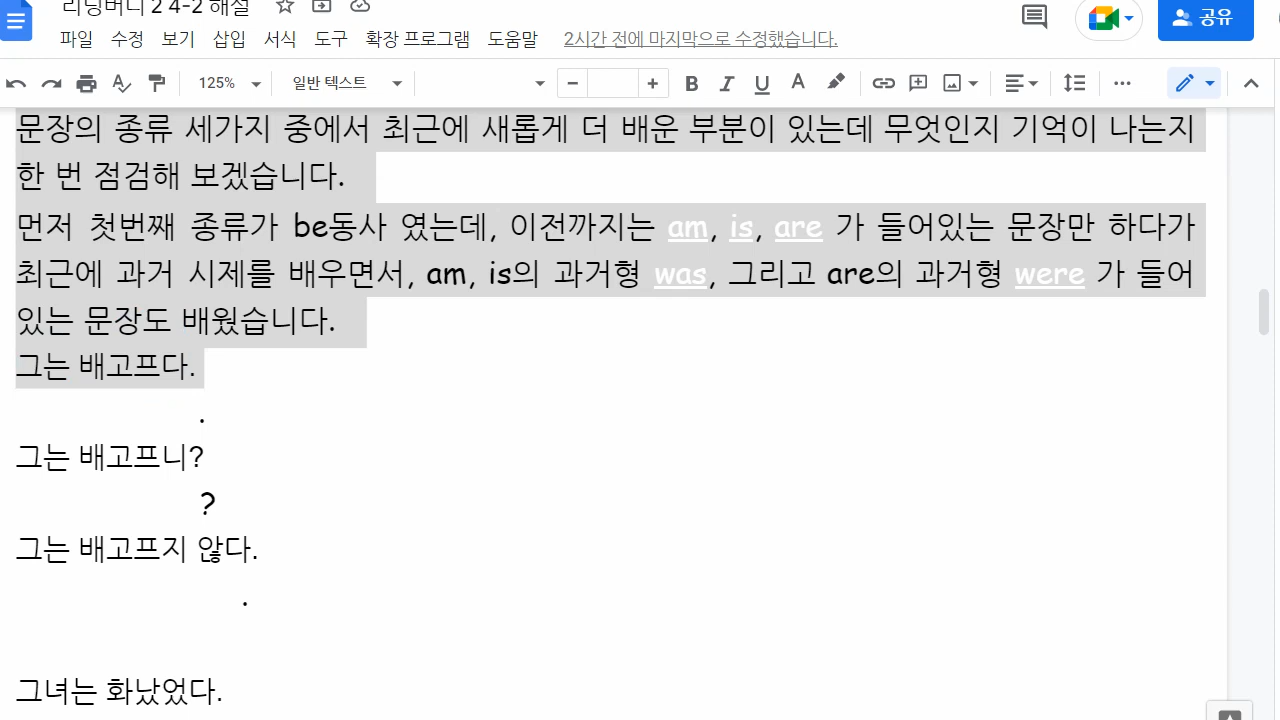 리딩버디 2 4-2 해설
파일 수정 보기 삽입 서식 도구 확장 프로그램 도움말 2시간 전에 마지막으로 수정했습니다.
공유
125% 일반 텍스트 − + B I U A ...
문장의 종류 세가지 중에서 최근에 새롭게 더 배운 부분이 있는데 무엇인지 기억이 나는지
한 번 점검해 보겠습니다.
먼저 첫번째 종류가 be동사 였는데, 이전까지는 am, is, are 가 들어있는 문장만 하다가
최근에 과거 시제를 배우면서, am, is의 과거형 was, 그리고 are의 과거형 were 가 들어
있는 문장도 배웠습니다.
그는 배고프다.
.
그는 배고프니?
?
그는 배고프지 않다.
.
그녀는 화났었다.